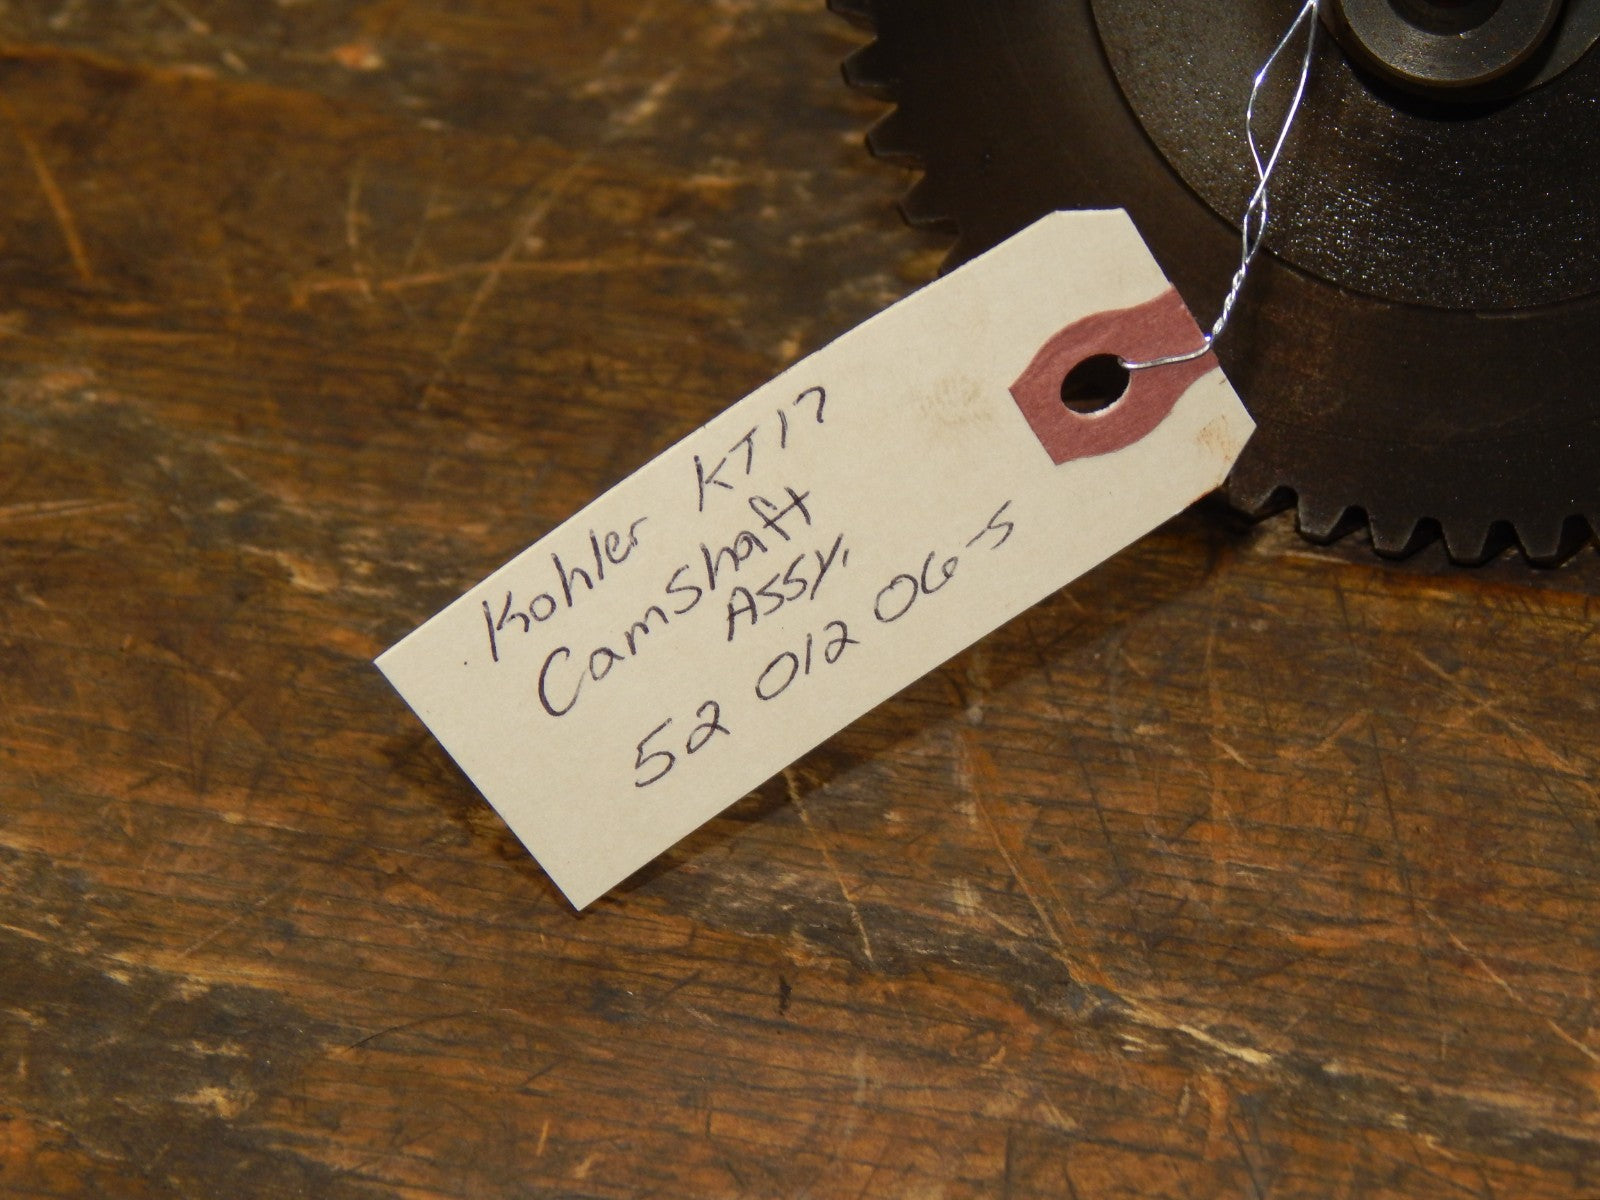 Kohler KT17
Camshaft
Assy.
52 012 06-S